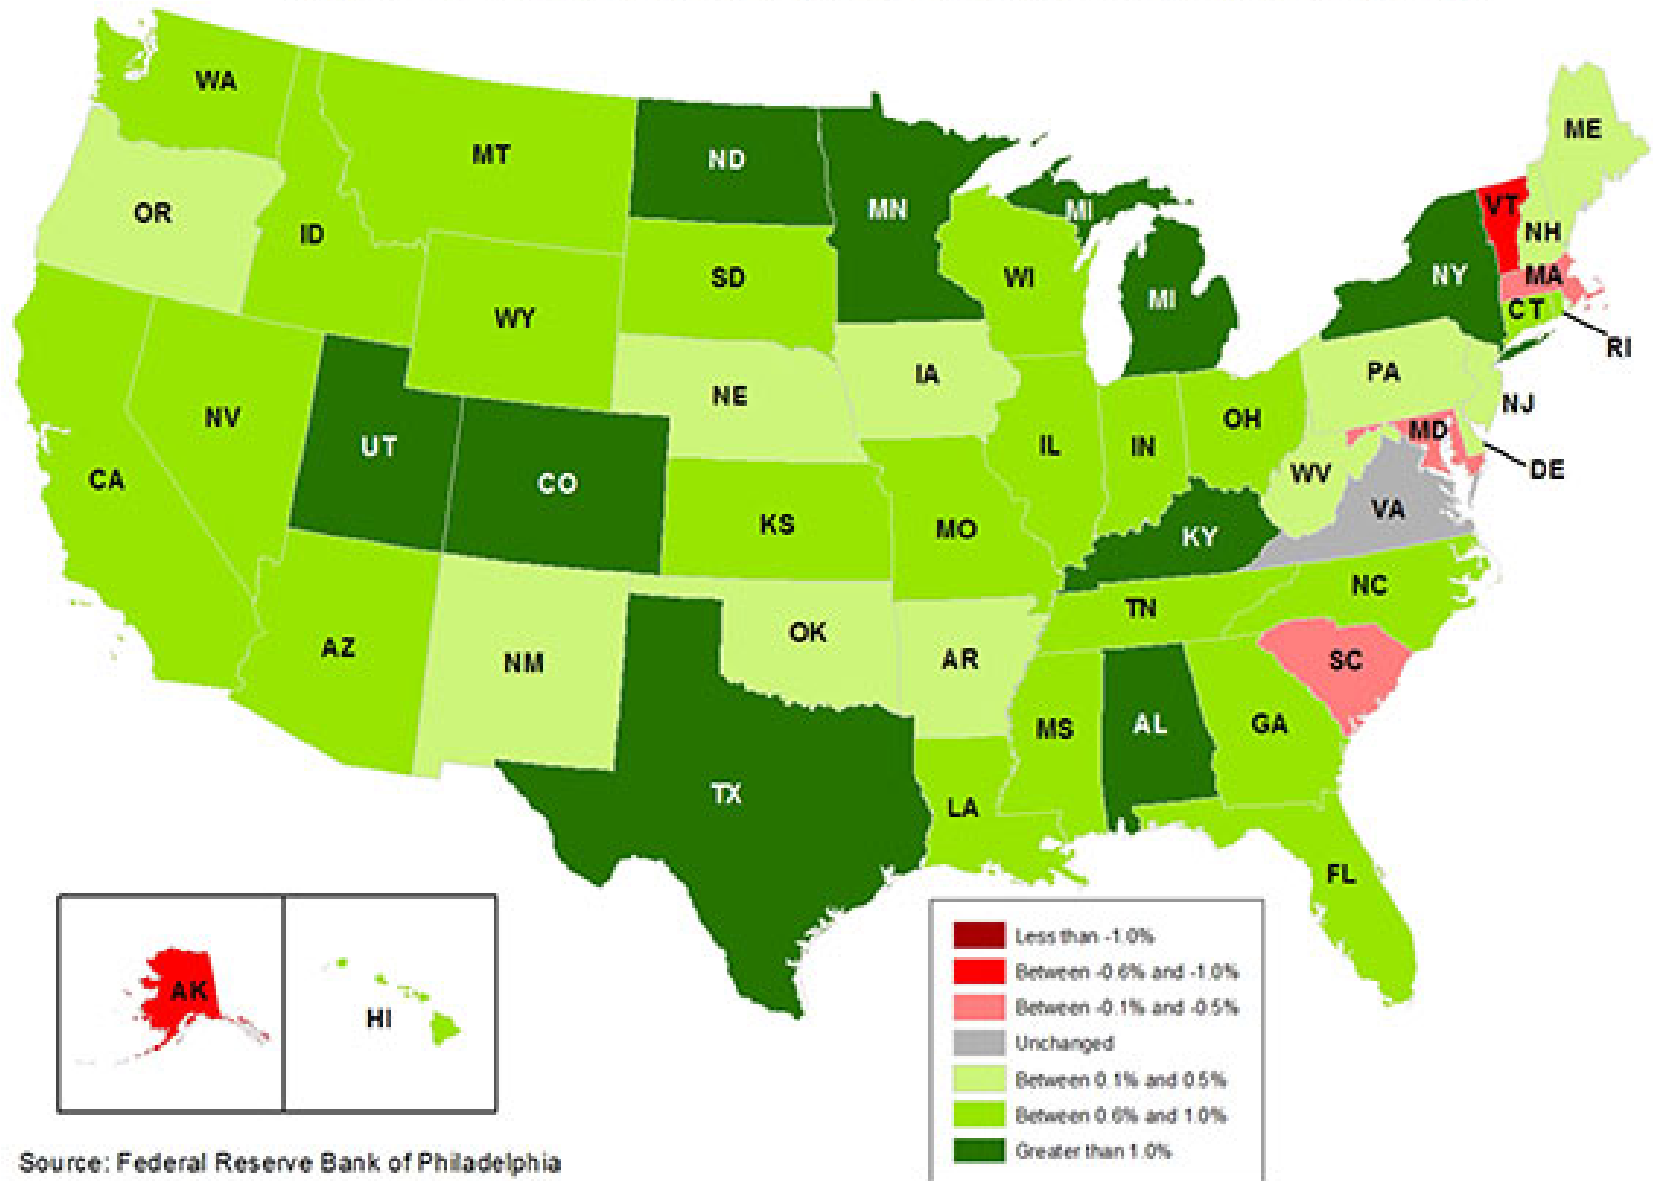 WA
MT
ND
MN
ME
OR
ID
MI
VT
NH
SD
WI
NY
MA
WY
MI
CT
RI
IA
PA
NE
NJ
NV
UT
OH
MD
IL
IN
WV
DE
CA
CO
KS
MO
KY
VA
NC
TN
AZ
NM
OK
AR
SC
MS
AL
GA
TX
LA
FL
AK
HI
Less than -1.0%
Between -0.6% and -1.0%
Between -0.1% and -0.5%
Unchanged
Between 0.1% and 0.5%
Between 0.6% and 1.0%
Greater than 1.0%
Source: Federal Reserve Bank of Philadelphia